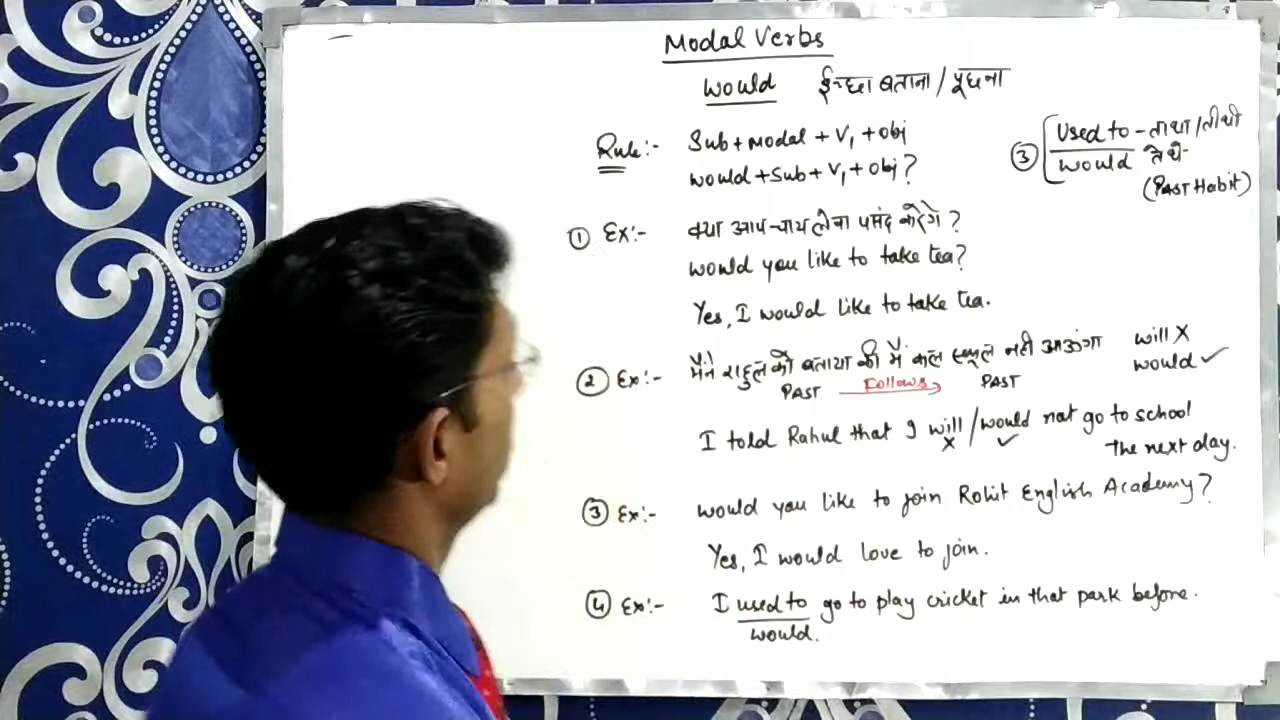 Modal Verbs
Would ईच्छा बताना / पूछना
Rule:- Sub + Modal + V1 + Obj
would + Sub + V1 + Obj?
③ Used to - ताथा / तीथी
would तेथे
(PAST Habit)
① Ex:- क्या आप चाय लेना पसंद करेंगे ?
would you like to take tea?
Yes, I would like to take tea.
② Ex:- मैंने राहुल को बताया की मैं कल स्कूल नही आऊंगा will X
would ✓
PAST Follows PAST
I told Rahul that I will / would not go to school
X ✓
The next day.
③ Ex:- would you like to join Rohit English Academy?
Yes, I would love to join.
④ Ex:- I used to go to play cricket in that park before.
would.